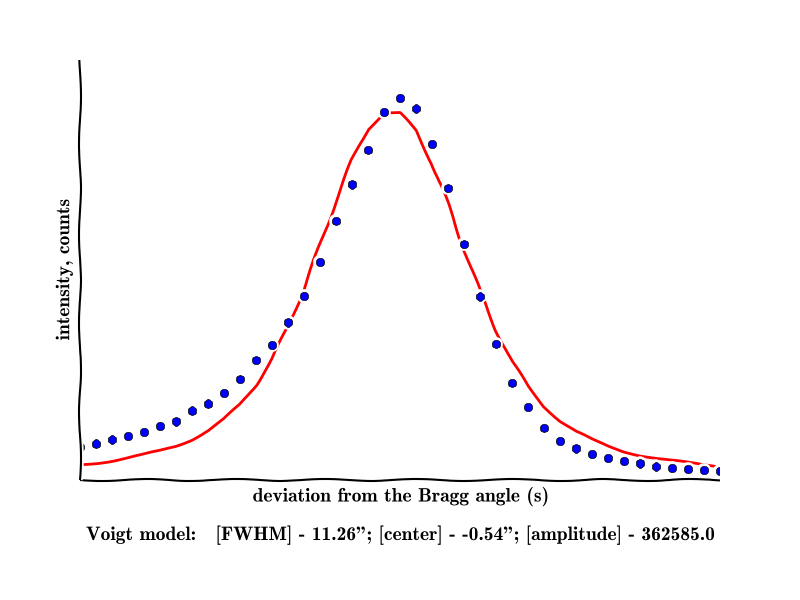 intensity, counts
deviation from the Bragg angle (s)
Voigt model: [FWHM] - 11.26”; [center] - -0.54”; [amplitude] - 362585.0